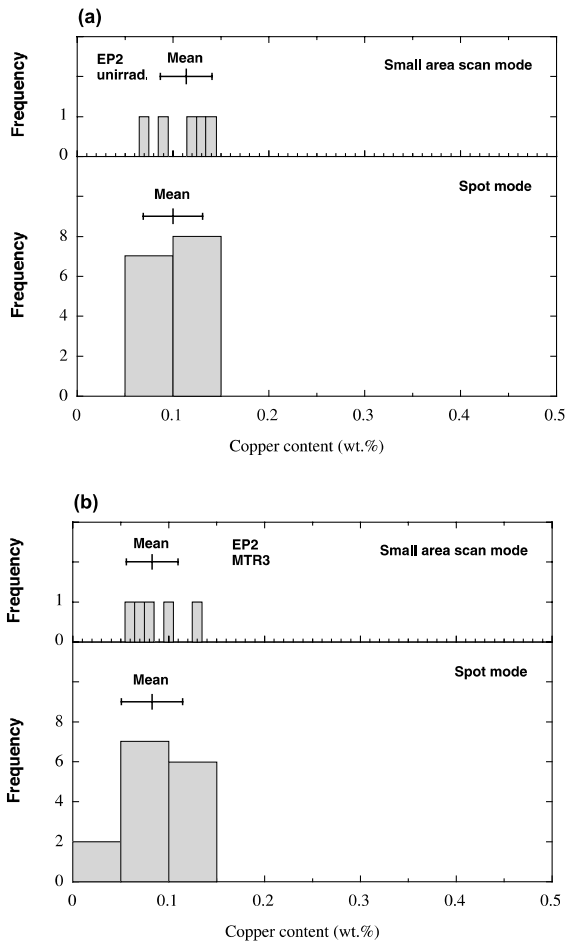 (a)
EP2
unirrad.
Mean
Small area scan mode
Frequency
1
0
Mean
Spot mode
Frequency
8
6
4
2
0
0 0.1 0.2 0.3 0.4 0.5
Copper content (wt.%)
(b)
Mean
EP2
MTR3
Small area scan mode
Frequency
1
0
Mean
Spot mode
Frequency
8
6
4
2
0
0 0.1 0.2 0.3 0.4 0.5
Copper content (wt.%)